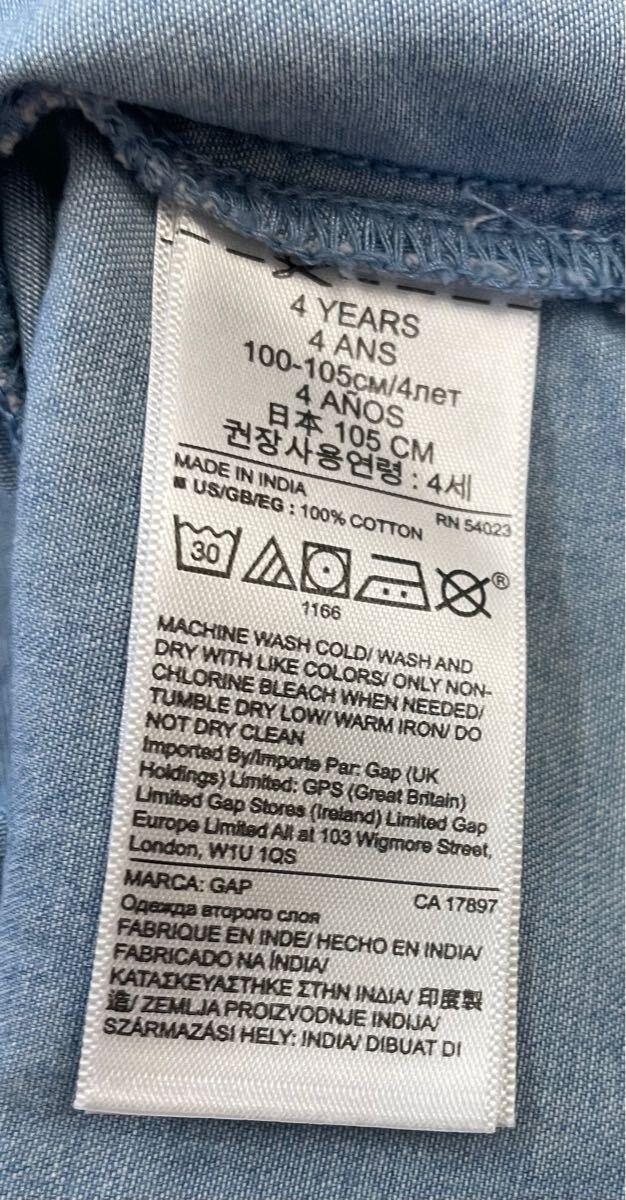 4 YEARS
4 ANS
100-105см/4лет
4 AÑOS
日本 105 CM
권장사용연령 : 4세
MADE IN INDIA
RN 54023
■ US/GB/EG : 100% COTTON
30
®
1166
MACHINE WASH COLD/ WASH AND
DRY WITH LIKE COLORS/ ONLY NON-
CHLORINE BLEACH WHEN NEEDED/
TUMBLE DRY LOW/ WARM IRON/ DO
NOT DRY CLEAN
Imported By/Importe Par: Gap (UK
Holdings) Limited: GPS (Great Britain)
Limited Gap Stores (Ireland) Limited Gap
Europe Limited All at 103 Wigmore Street,
London, W1U 1QS
MARCA: GAP
CA 17897
Одежда второго слоя
FABRIQUE EN INDE/ HECHO EN INDIA/
FABRICADO NA ÍNDIA/
ΚΑΤΑΣΚΕΥΑΣΤΗΚΕ ΣΤΗΝ ΙΝΔΙΑ/ 印度製
造/ ZEMLJA PROIZVODNJE INDIJA/
SZÁRMAZÁSI HELY: INDIA/ DIBUAT DI